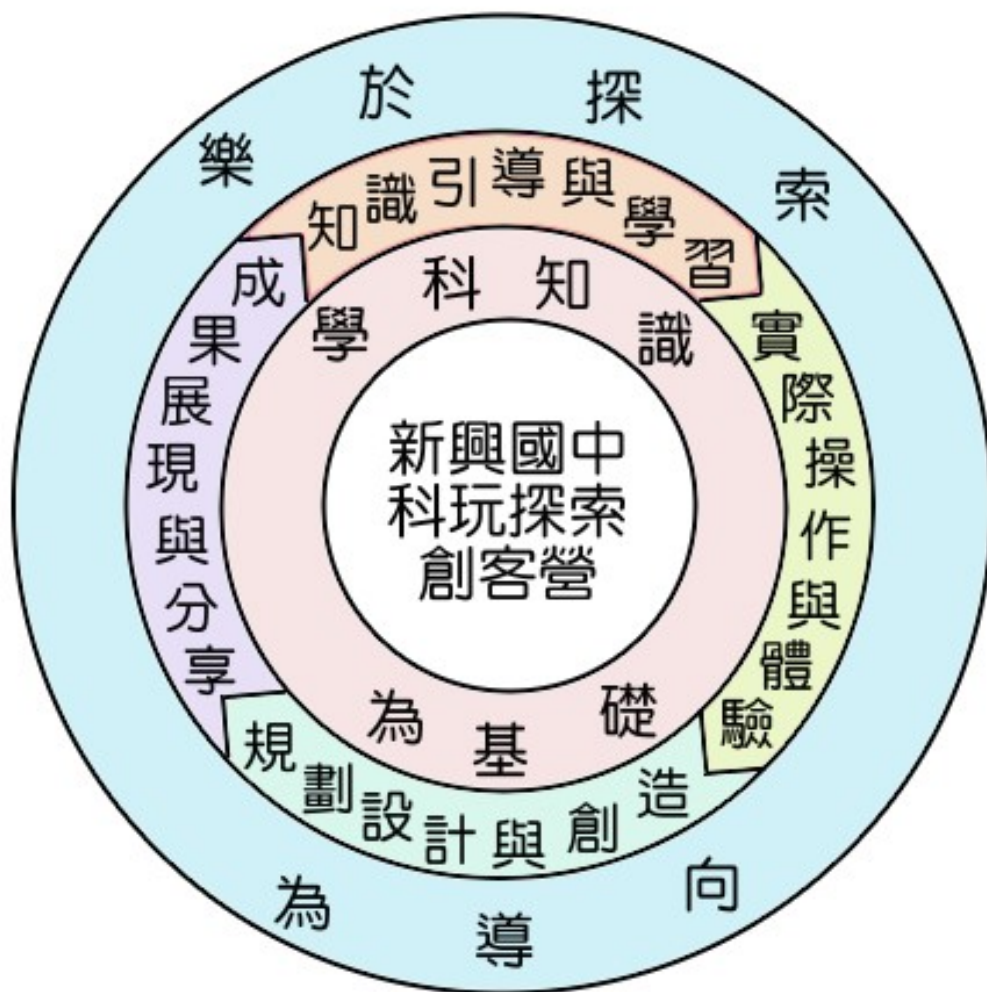 樂於探索
為導向
知識引導與學習
實際操作與體驗
規劃設計與創造
成果展現與分享
學科知識
為基礎
新興國中
科玩探索
創客營